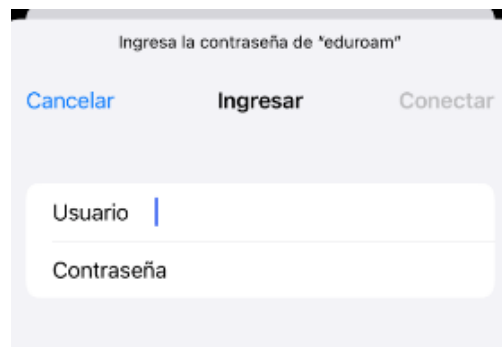 Ingresa la contraseña de "eduroam"
Cancelar Ingresar Conectar
Usuario
Contraseña